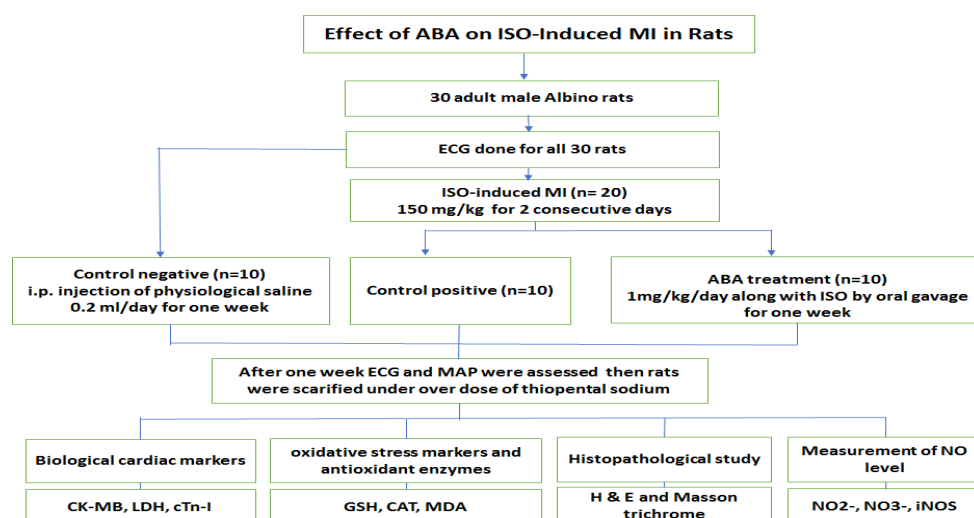 Effect of ABA on ISO-Induced MI in Rats
30 adult male Albino rats
ECG done for all 30 rats
ISO-induced MI (n= 20)
150 mg/kg for 2 consecutive days
Control negative (n=10)
i.p. injection of physiological saline
0.2 ml/day for one week
Control positive (n=10)
ABA treatment (n=10)
1mg/kg/day along with ISO by oral gavage
for one week
After one week ECG and MAP were assessed then rats
were scarified under over dose of thiopental sodium
Biological cardiac markers
oxidative stress markers and
antioxidant enzymes
Histopathological study
Measurement of NO
level
CK-MB, LDH, cTn-I
GSH, CAT, MDA
H & E and Masson
trichrome
NO2-, NO3-, iNOS